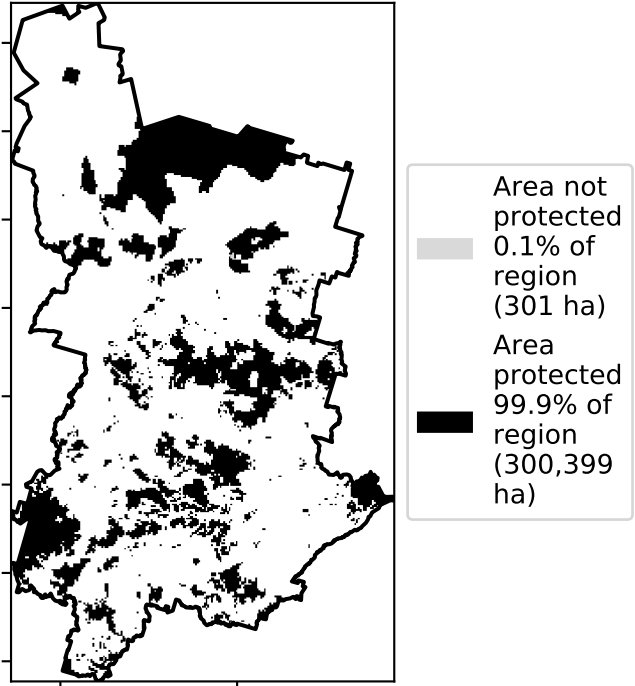 Area not
protected
0.1% of
region
(301 ha)
Area
protected
99.9% of
region
(300,399
ha)